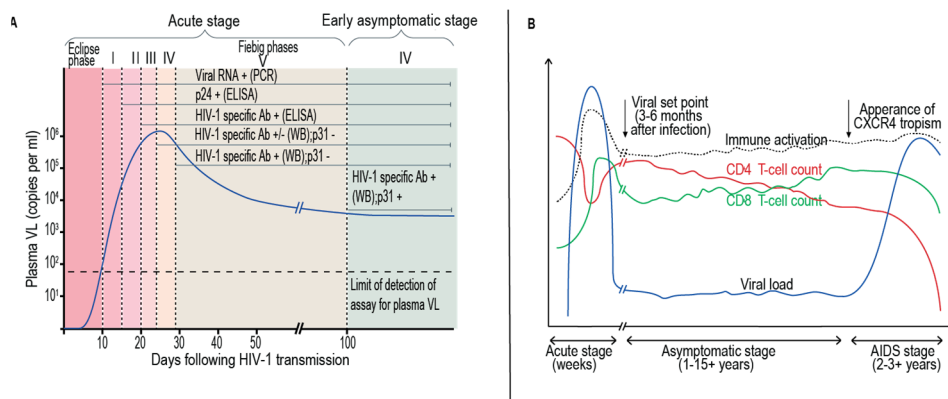 A
Acute stage
Early asymptomatic stage
Eclipse
phase
Fiebig phases
I
II
III
IV
V
IV
Viral RNA + (PCR)
p24 + (ELISA)
HIV-1 specific Ab + (ELISA)
HIV-1 specific Ab +/- (WB);p31 -
HIV-1 specific Ab + (WB);p31 -
HIV-1 specific Ab +
(WB);p31 +
Limit of detection of
assay for plasma VL
Plasma VL (copies per ml)
10⁶
10⁵
10⁴
10³
10²
10¹
10
20
30
40
50
100
Days following HIV-1 transmission
B
Viral set point
(3-6 months
after infection)
Apperance of
CXCR4 tropism
Immune activation
CD4 T-cell count
CD8 T-cell count
Viral load
Acute stage
(weeks)
Asymptomatic stage
(1-15+ years)
AIDS stage
(2-3+ years)